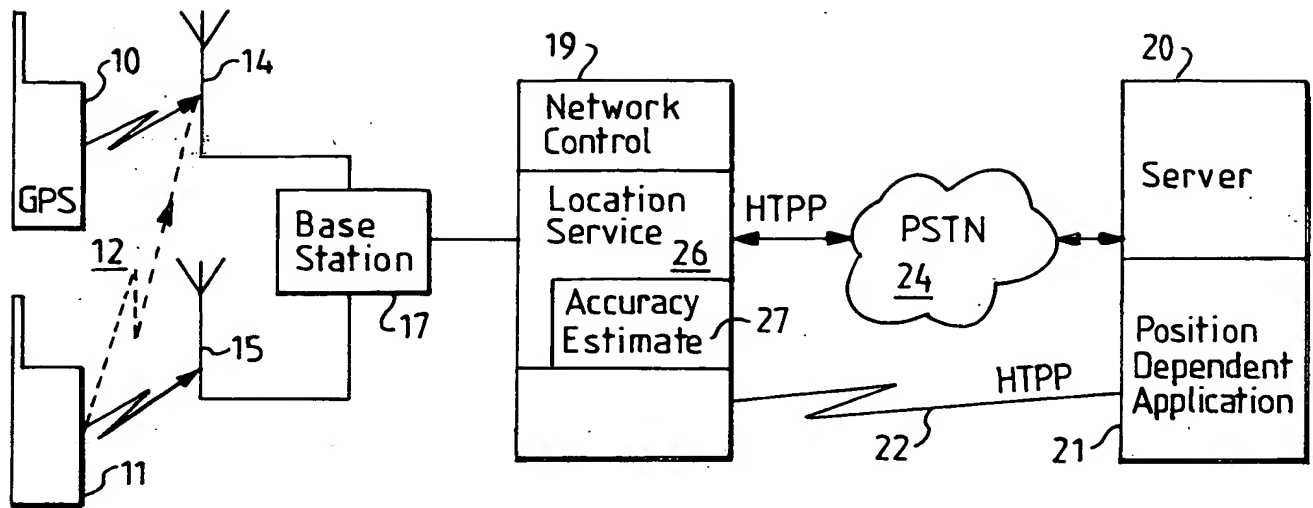 10
14
GPS
12
11
15
Base
Station
17
19
Network
Control
Location
Service
26
Accuracy
Estimate
27
HTPP
PSTN
24
HTPP
22
20
Server
Position
Dependent
Application
21